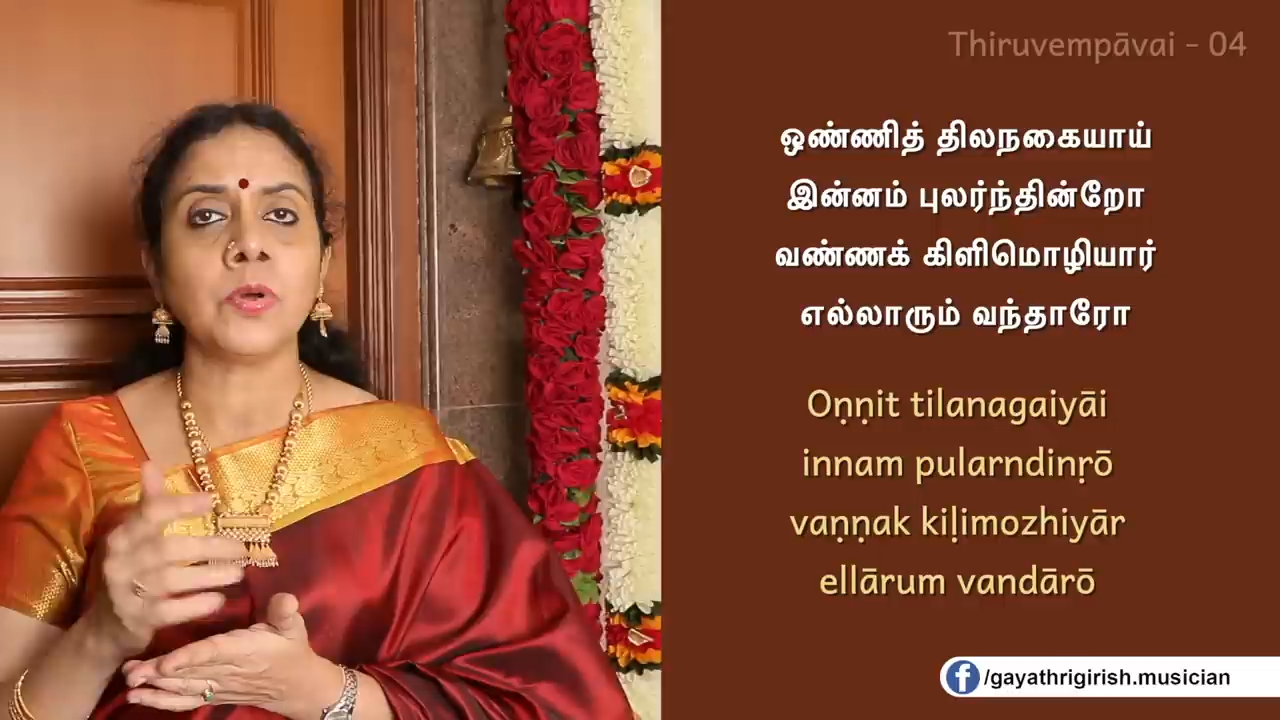 Thiruvempāvai - 04
ஒண்ணித் திலநகையாய்
இன்னம் புலர்ந்தின்றோ
வண்ணக் கிளிமொழியார்
எல்லாரும் வந்தாரோ
Oṇṇit tilanagaiyāi
innam pularndinṛō
vaṇṇak kiḷimozhiyār
ellārum vandārō
/gayathrigirish.musician